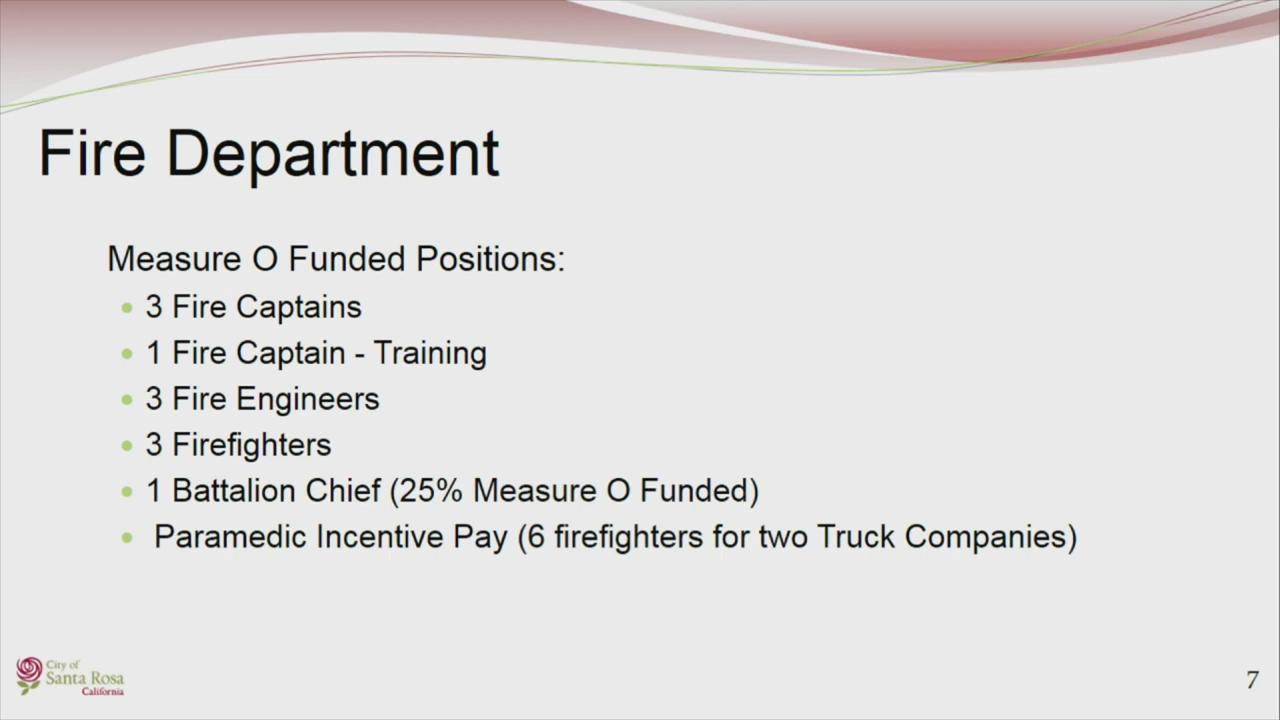 Fire Department
Measure O Funded Positions:
• 3 Fire Captains
• 1 Fire Captain - Training
• 3 Fire Engineers
• 3 Firefighters
• 1 Battalion Chief (25% Measure O Funded)
• Paramedic Incentive Pay (6 firefighters for two Truck Companies)
City of
Santa Rosa
California
7